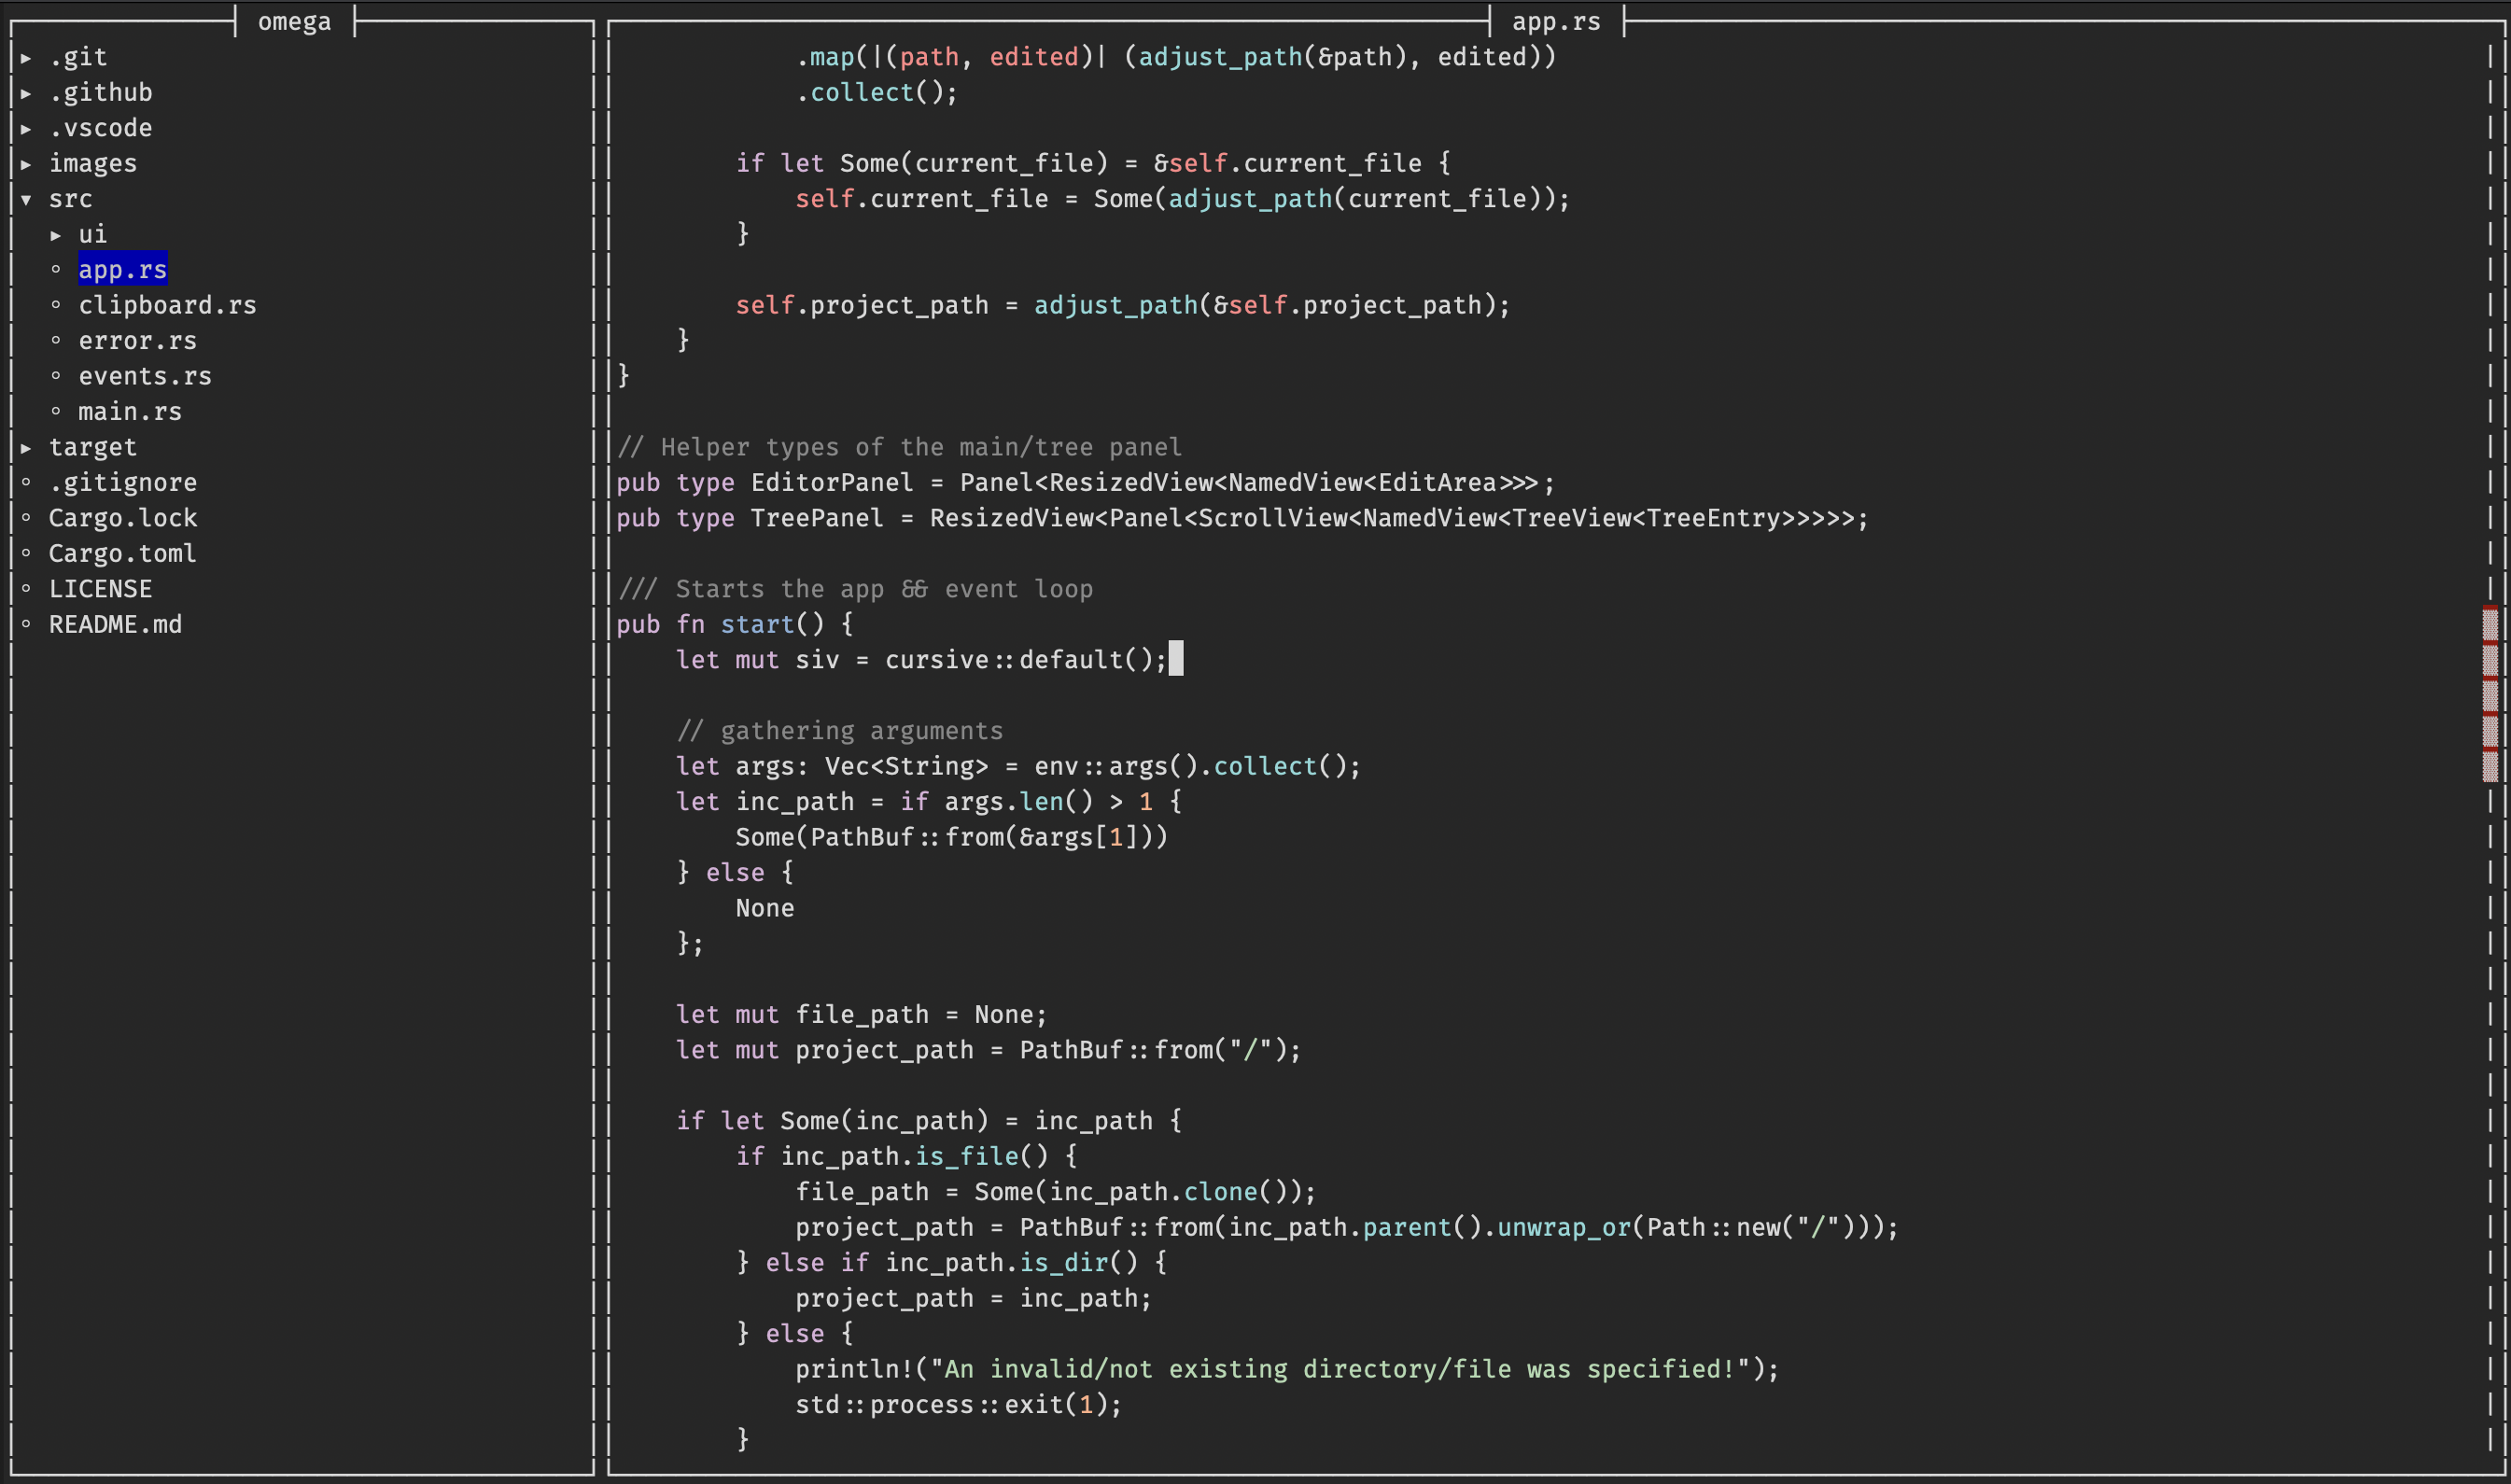 omega
▸ .git
▸ .github
▸ .vscode
▸ images
▾ src
  ▸ ui
  ◦ app.rs
  ◦ clipboard.rs
  ◦ error.rs
  ◦ events.rs
  ◦ main.rs
▸ target
◦ .gitignore
◦ Cargo.lock
◦ Cargo.toml
◦ LICENSE
◦ README.md
app.rs
            .map(|(path, edited)| (adjust_path(&path), edited))
            .collect();

        if let Some(current_file) = &self.current_file {
            self.current_file = Some(adjust_path(current_file));
        }

        self.project_path = adjust_path(&self.project_path);
    }
}

// Helper types of the main/tree panel
pub type EditorPanel = Panel<ResizedView<NamedView<EditArea>>>;
pub type TreePanel = ResizedView<Panel<ScrollView<NamedView<TreeView<TreeEntry>>>>>;

/// Starts the app && event loop
pub fn start() {
    let mut siv = cursive::default();

    // gathering arguments
    let args: Vec<String> = env::args().collect();
    let inc_path = if args.len() > 1 {
        Some(PathBuf::from(&args[1]))
    } else {
        None
    };

    let mut file_path = None;
    let mut project_path = PathBuf::from("/");

    if let Some(inc_path) = inc_path {
        if inc_path.is_file() {
            file_path = Some(inc_path.clone());
            project_path = PathBuf::from(inc_path.parent().unwrap_or(Path::new("/")));
        } else if inc_path.is_dir() {
            project_path = inc_path;
        } else {
            println!("An invalid/not existing directory/file was specified!");
            std::process::exit(1);
        }